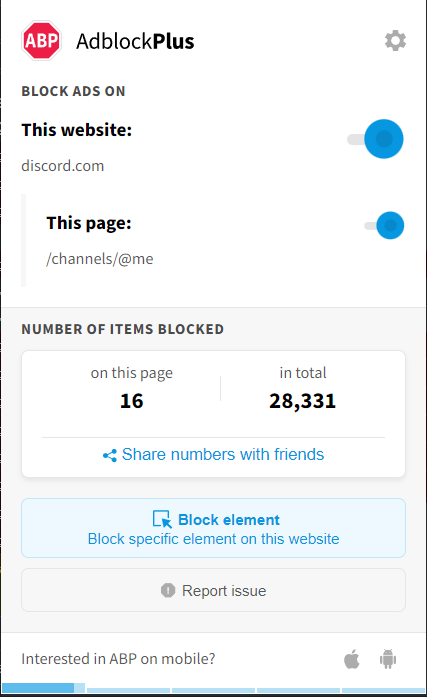 ABP AdblockPlus
BLOCK ADS ON
This website:
discord.com
This page:
/channels/@me
NUMBER OF ITEMS BLOCKED
on this page in total
16 28,331
Share numbers with friends
Block element
Block specific element on this website
Report issue
Interested in ABP on mobile?